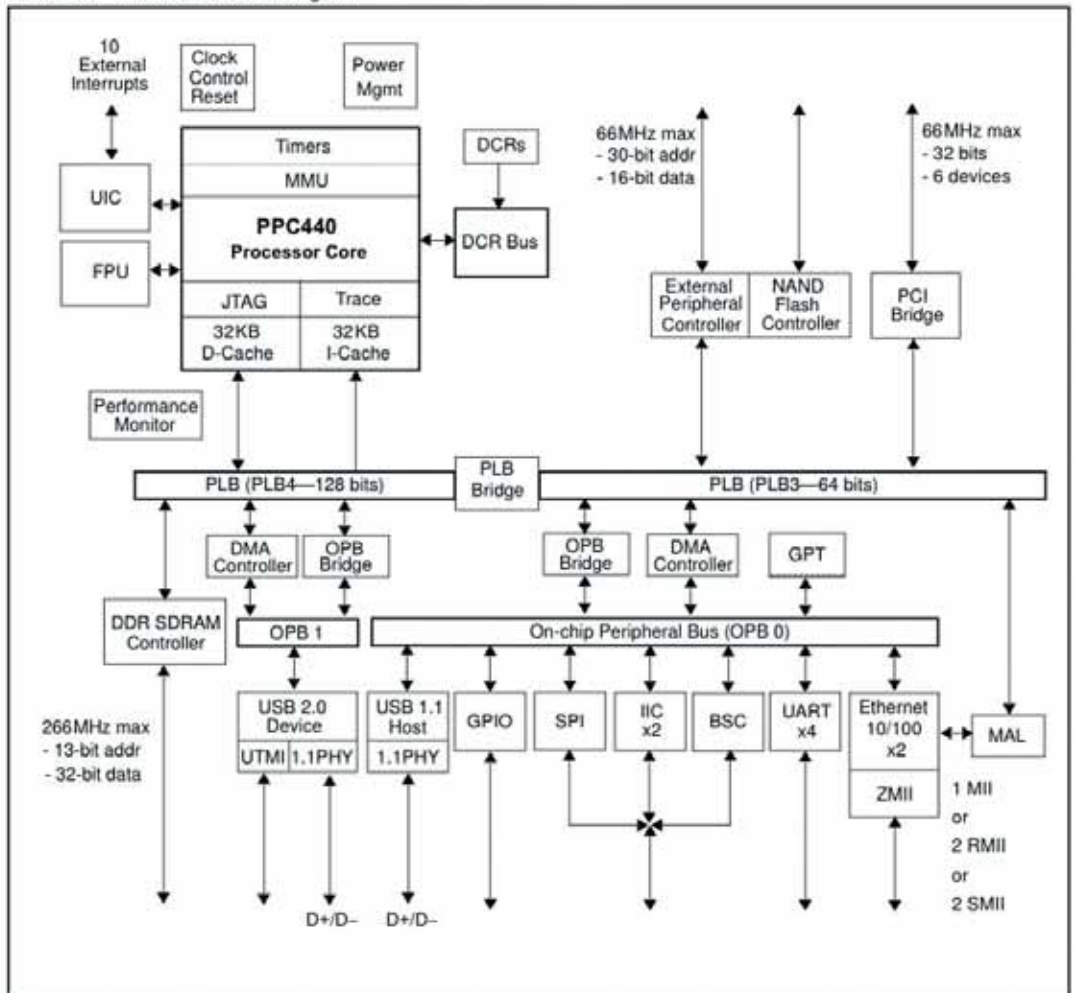 10
External
Interrupts
Clock
Control
Reset
Power
Mgmt
Timers
MMU
PPC440
Processor Core
JTAG
Trace
32KB
D-Cache
32KB
I-Cache
UIC
FPU
DCRs
DCR Bus
66MHz max
- 30-bit addr
- 16-bit data
66MHz max
- 32 bits
- 6 devices
External
Peripheral
Controller
NAND
Flash
Controller
PCI
Bridge
Performance
Monitor
PLB (PLB4—128 bits)
PLB
Bridge
PLB (PLB3—64 bits)
DMA
Controller
OPB
Bridge
OPB
Bridge
DMA
Controller
GPT
DDR SDRAM
Controller
OPB 1
On-chip Peripheral Bus (OPB 0)
266MHz max
- 13-bit addr
- 32-bit data
USB 2.0
Device
UTMI
1.1PHY
USB 1.1
Host
1.1PHY
GPIO
SPI
IIC
x2
BSC
UART
x4
Ethernet
10/100
x2
ZMII
MAL
1 MII
or
2 RMII
or
2 SMII
D+/D–
D+/D–